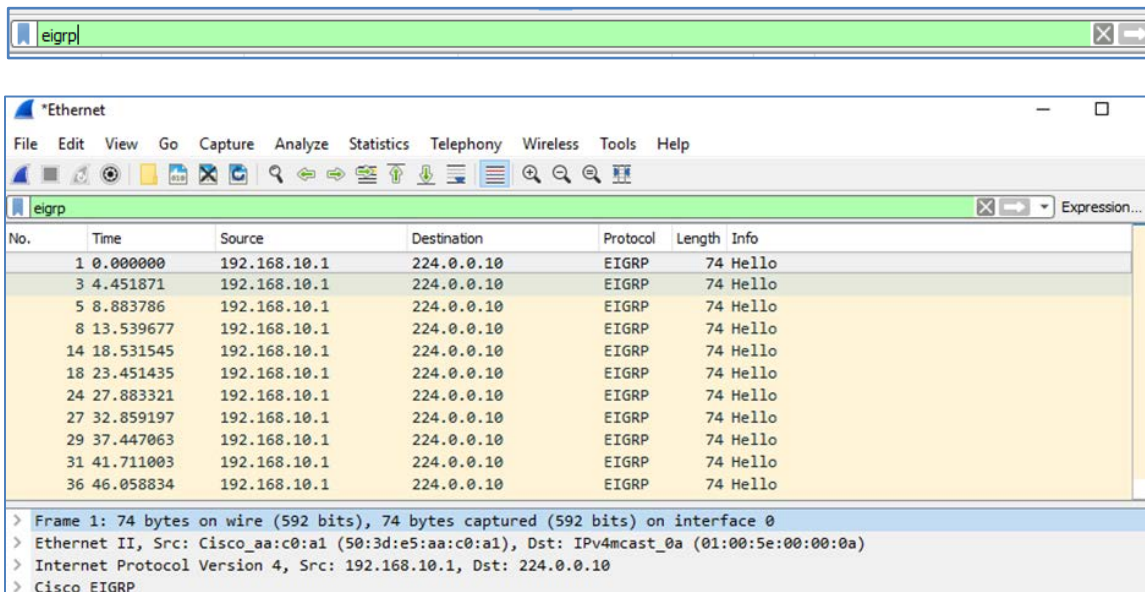 eigrp
*Ethernet
File Edit View Go Capture Analyze Statistics Telephony Wireless Tools Help
eigrp Expression...
No. Time Source Destination Protocol Length Info
1 0.000000 192.168.10.1 224.0.0.10 EIGRP 74 Hello
3 4.451871 192.168.10.1 224.0.0.10 EIGRP 74 Hello
5 8.883786 192.168.10.1 224.0.0.10 EIGRP 74 Hello
8 13.539677 192.168.10.1 224.0.0.10 EIGRP 74 Hello
14 18.531545 192.168.10.1 224.0.0.10 EIGRP 74 Hello
18 23.451435 192.168.10.1 224.0.0.10 EIGRP 74 Hello
24 27.883321 192.168.10.1 224.0.0.10 EIGRP 74 Hello
27 32.859197 192.168.10.1 224.0.0.10 EIGRP 74 Hello
29 37.447063 192.168.10.1 224.0.0.10 EIGRP 74 Hello
31 41.711003 192.168.10.1 224.0.0.10 EIGRP 74 Hello
36 46.058834 192.168.10.1 224.0.0.10 EIGRP 74 Hello
> Frame 1: 74 bytes on wire (592 bits), 74 bytes captured (592 bits) on interface 0
> Ethernet II, Src: Cisco_aa:c0:a1 (50:3d:e5:aa:c0:a1), Dst: IPv4mcast_0a (01:00:5e:00:00:0a)
> Internet Protocol Version 4, Src: 192.168.10.1, Dst: 224.0.0.10
> Cisco EIGRP